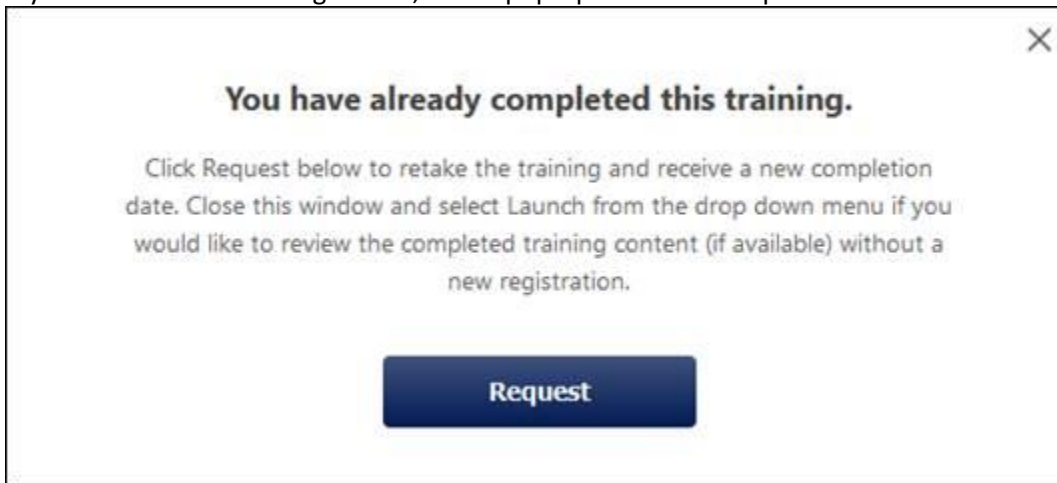 You have already completed this training.
Click Request below to retake the training and receive a new completion
date. Close this window and select Launch from the drop down menu if you
would like to review the completed training content (if available) without a
new registration.
Request